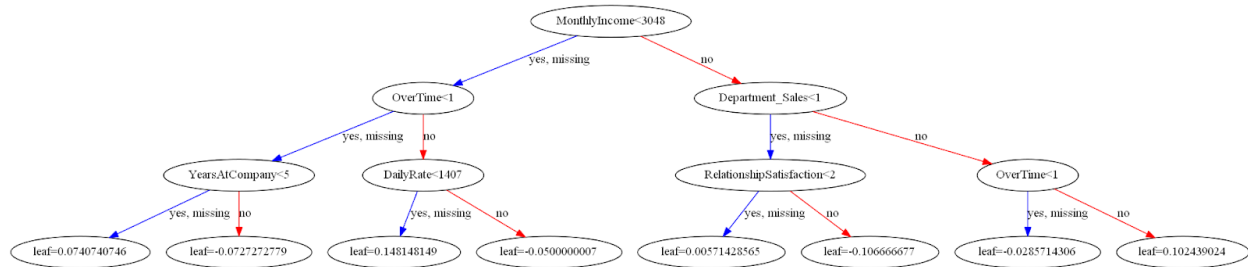 MonthlyIncome<3048
yes, missing
no
OverTime<1
Department_Sales<1
yes, missing
no
yes, missing
no
YearsAtCompany<5
DailyRate<1407
RelationshipSatisfaction<2
OverTime<1
yes, missing
no
yes, missing
no
yes, missing
no
yes, missing
no
leaf=0.0740740746
leaf=-0.0727272779
leaf=0.148148149
leaf=-0.0500000007
leaf=0.00571428565
leaf=-0.106666677
leaf=-0.0285714306
leaf=0.102439024